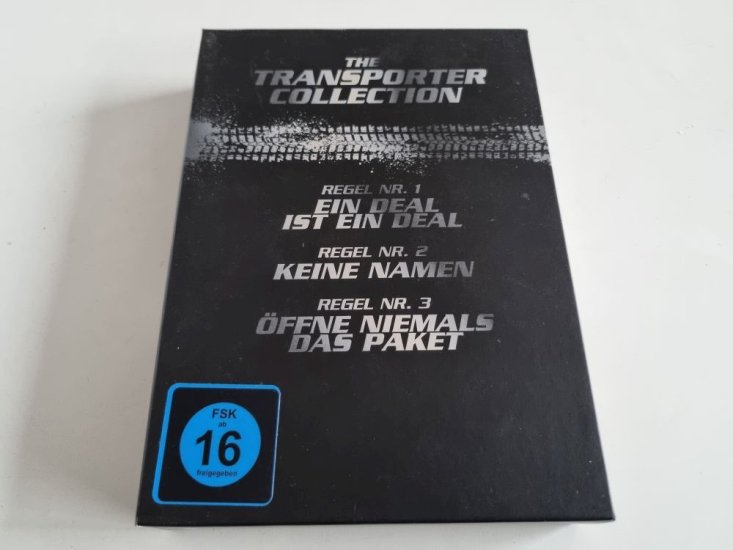 THE
TRANSPORTER
COLLECTION
REGEL NR. 1
EIN DEAL
IST EIN DEAL
REGEL NR. 2
KEINE NAMEN
REGEL NR. 3
ÖFFNE NIEMALS
DAS PAKET
FSK
ab
16
freigegeben